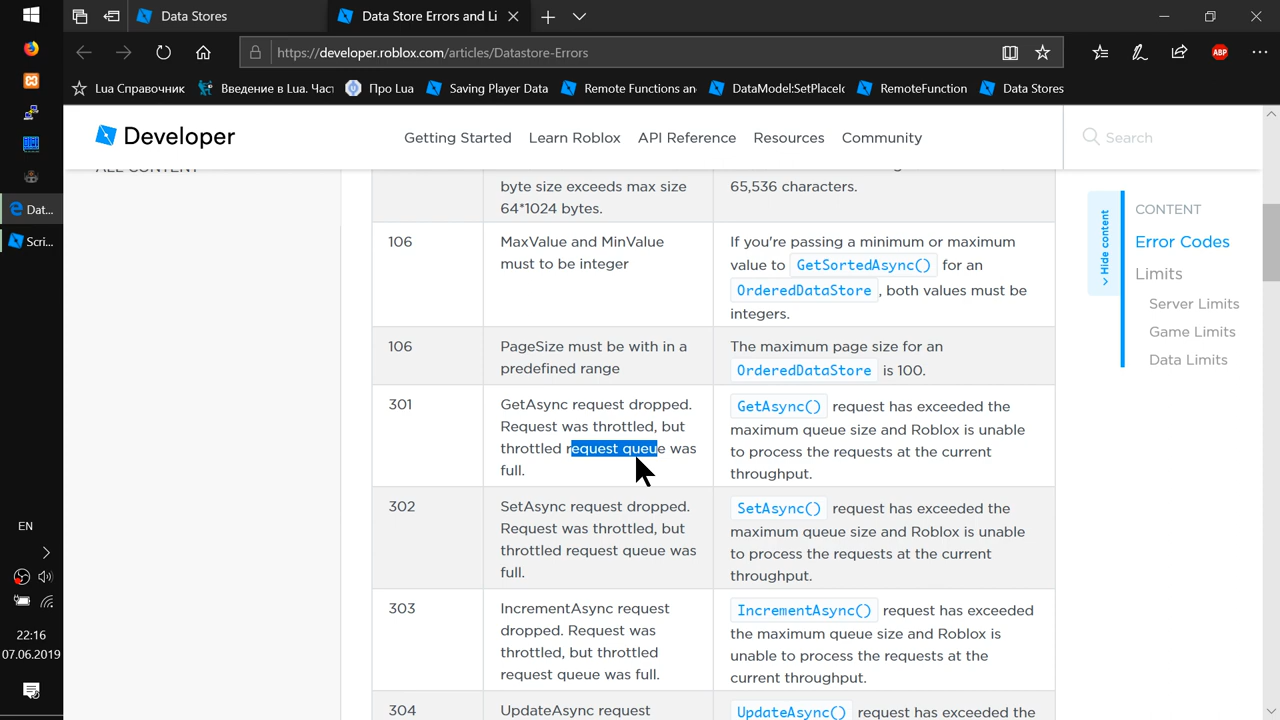 Data Stores
Data Store Errors and Li
https://developer.roblox.com/articles/Datastore-Errors
ABP
Lua Справочник
Введение в Lua. Час
Про Lua
Saving Player Data
Remote Functions an
DataModel:SetPlaceI
RemoteFunction
Data Stores
Developer
Getting Started
Learn Roblox
API Reference
Resources
Community
Search
ALL CONTENT
byte size exceeds max size
64*1024 bytes.
65,536 characters.
106
MaxValue and MinValue
must to be integer
If you're passing a minimum or maximum
value to GetSortedAsync() for an
OrderedDataStore , both values must be
integers.
106
PageSize must be with in a
predefined range
The maximum page size for an
OrderedDataStore is 100.
301
GetAsync request dropped.
Request was throttled, but
throttled request queue was
full.
GetAsync() request has exceeded the
maximum queue size and Roblox is unable
to process the requests at the current
throughput.
302
SetAsync request dropped.
Request was throttled, but
throttled request queue was
full.
SetAsync() request has exceeded the
maximum queue size and Roblox is unable
to process the requests at the current
throughput.
303
IncrementAsync request
dropped. Request was
throttled, but throttled
request queue was full.
IncrementAsync() request has exceeded
the maximum queue size and Roblox is
unable to process the requests at the
current throughput.
304
UpdateAsync request
UpdateAsync() request has exceeded the
Hide content
CONTENT
Error Codes
Limits
Server Limits
Game Limits
Data Limits
Dat...
Scri...
EN
22:16
07.06.2019